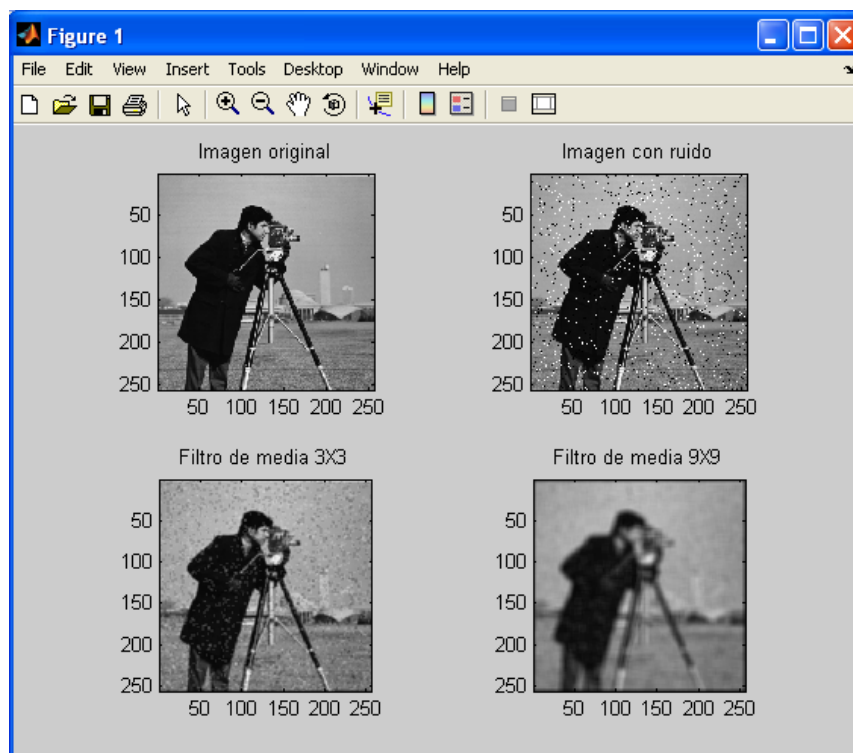 Figure 1
File Edit View Insert Tools Desktop Window Help
Imagen original
50
100
150
200
250
50 100 150 200 250
Imagen con ruido
50
100
150
200
250
50 100 150 200 250
Filtro de media 3X3
50
100
150
200
250
50 100 150 200 250
Filtro de media 9X9
50
100
150
200
250
50 100 150 200 250